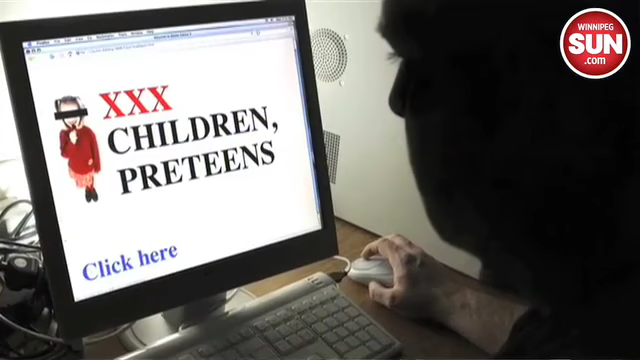 WINNIPEG
SUN
.com
XXX
CHILDREN,
PRETEENS
Click here